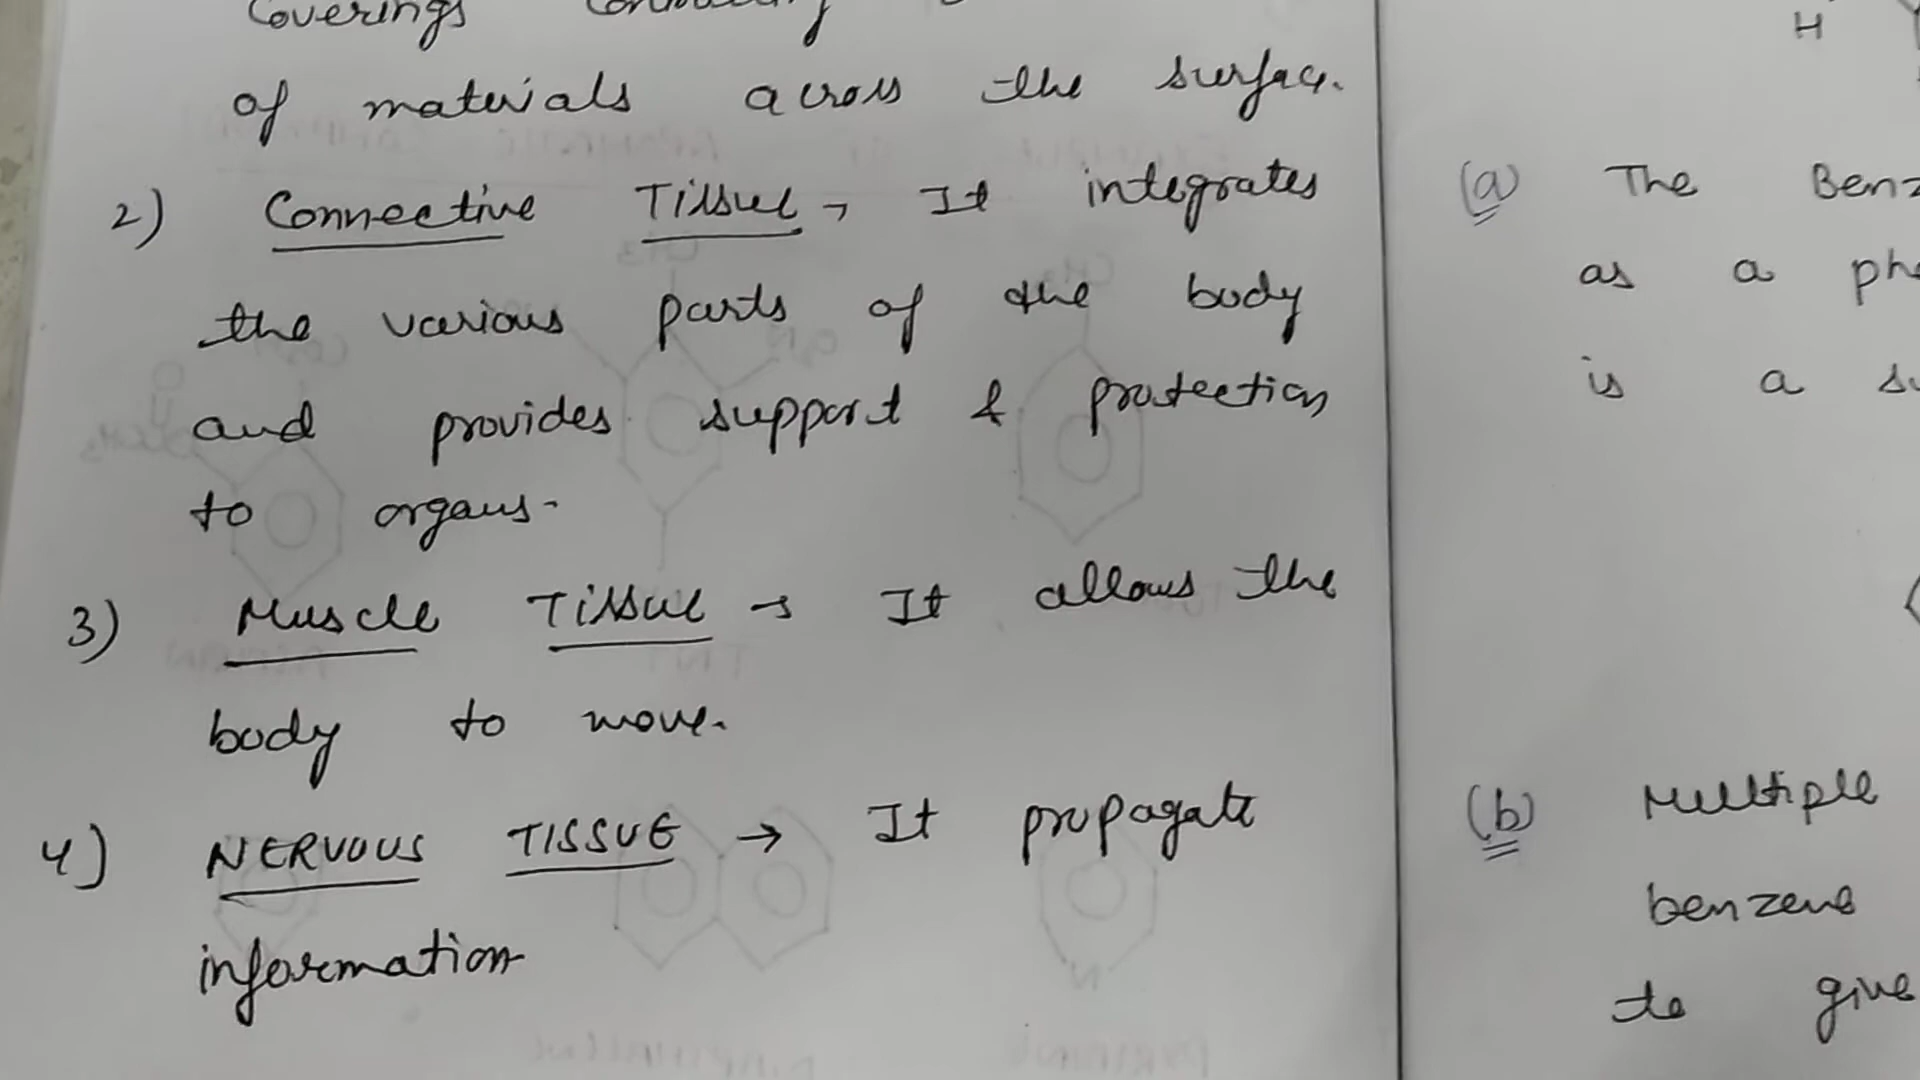 coverings
of materials across the surface.
2) Connective Tissue → It integrates
the various parts of the body
and provides support & protection
to organs.
3) Muscle Tissue → It allows the
body to move.
4) NERVOUS TISSUE → It propagate
information
H
(a) The
as a
is a
(b) Multiple
benzene
to give